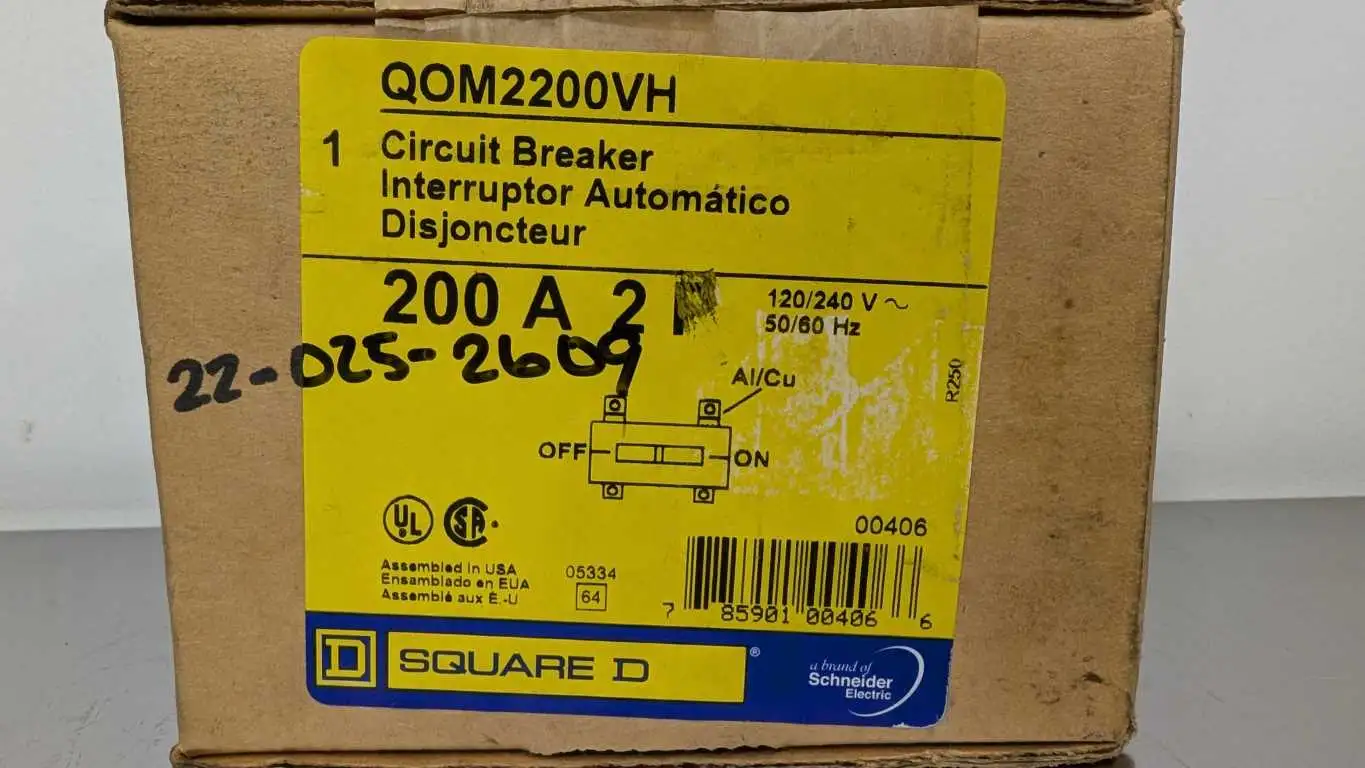 QOM2200VH
1 Circuit Breaker
Interruptor Automático
Disjoncteur
200 A 2
120/240 V ~
50/60 Hz
22-025-2609
Al/Cu
R250
OFF ON
UL SA
00406
Assembled in USA
Ensamblado en EUA
Assemblé aux É.-U
05334
64
7 85901 00406 6
D SQUARE D ®
a brand of
Schneider
Electric